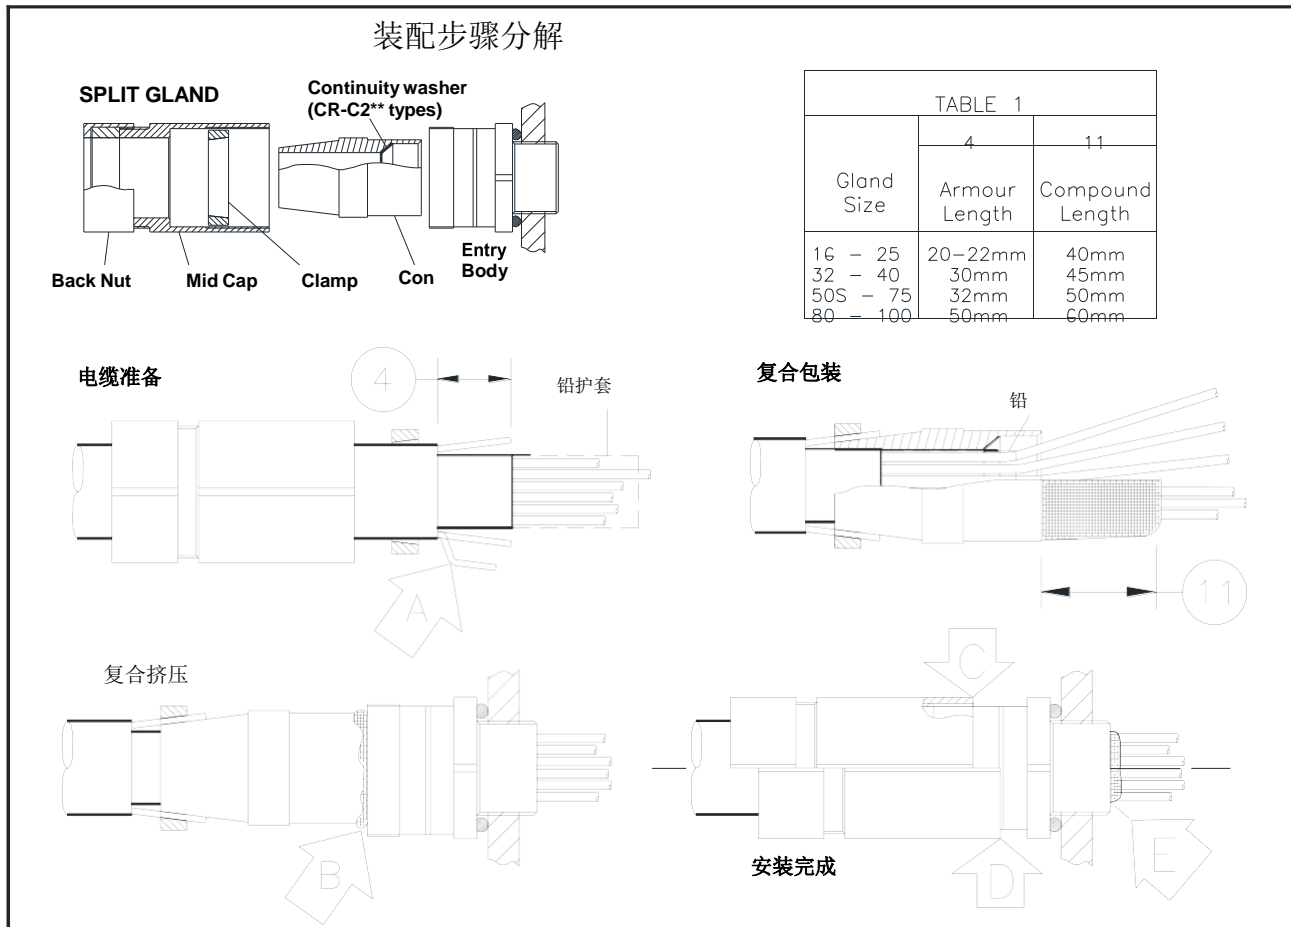 装配步骤分解
SPLIT GLAND
Continuity washer
(CR-C2** types)
Back Nut
Mid Cap
Clamp
Con
Entry
Body
TABLE 1
4
11
Gland
Size
Armour
Length
Compound
Length
16 - 25 20-22mm 40mm
32 - 40 30mm 45mm
50S - 75 32mm 50mm
80 - 100 50mm 60mm
电缆准备
4
铅护套
A
复合包装
铅
11
复合挤压
B
C
D
E
安装完成